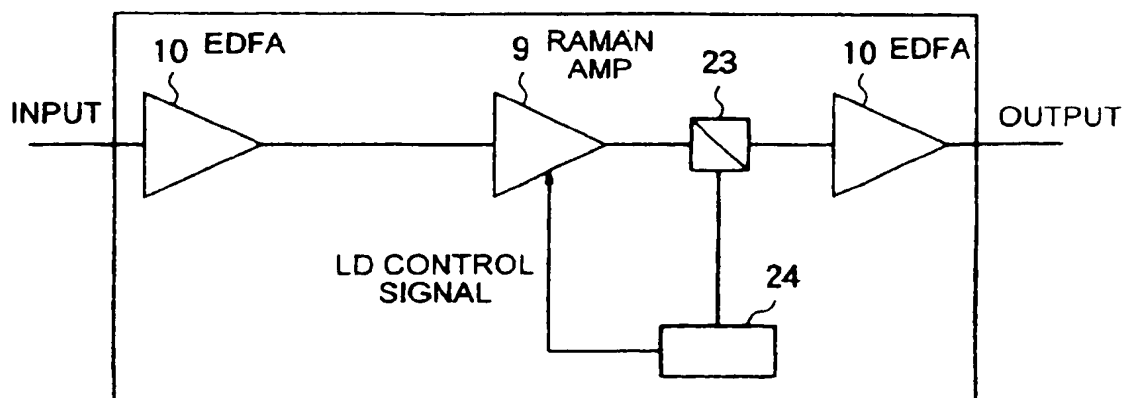 10 EDFA
9 RAMAN
AMP
23
10 EDFA
INPUT
OUTPUT
LD CONTROL
SIGNAL
24